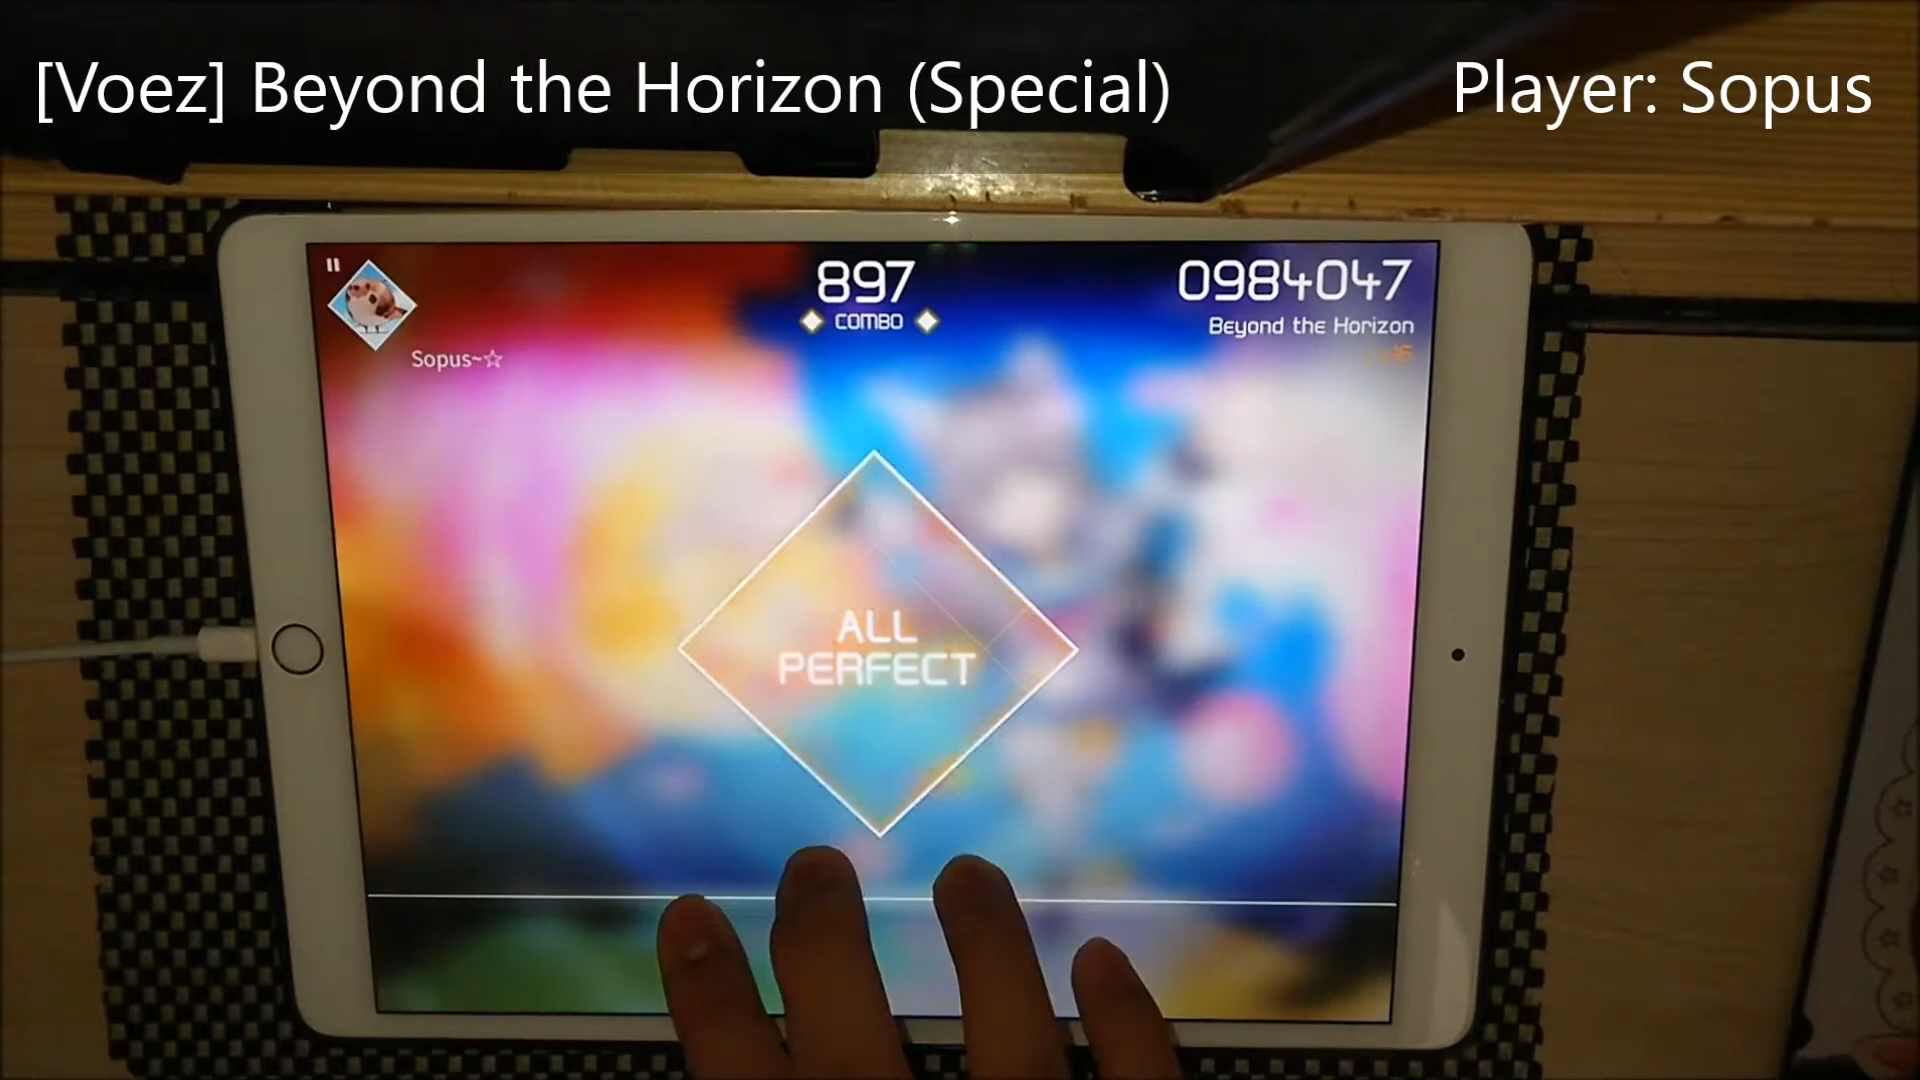 [Voez] Beyond the Horizon (Special)
Player: Sopus
897
COMBO
0984047
Beyond the Horizon
Sopus~☆
ALL
PERFECT